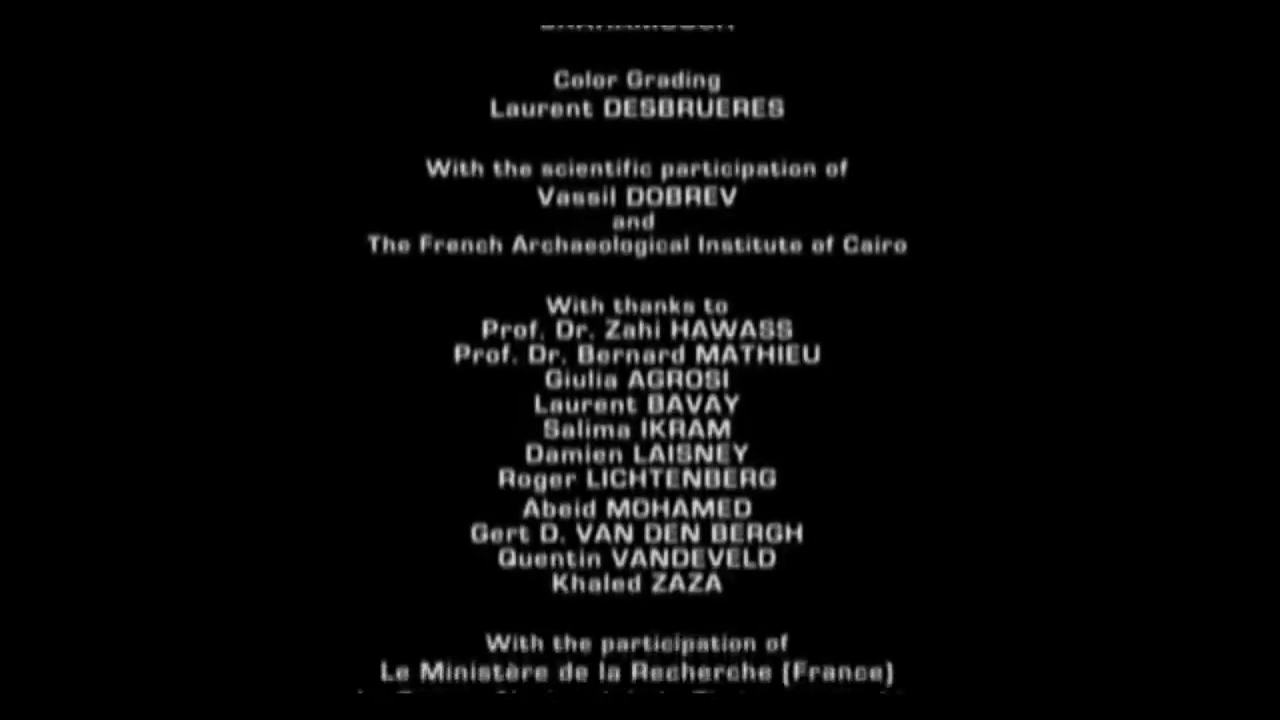 Color Grading
Laurent DESBRUERES
With the scientific participation of
Vassil DOBREV
and
The French Archaeological Institute of Cairo
With thanks to
Prof. Dr. Zahi HAWASS
Prof. Dr. Bernard MATHIEU
Giulia AGROSI
Laurent BAVAY
Salima IKRAM
Damien LAISNEY
Roger LICHTENBERG
Abeid MOHAMED
Gert D. VAN DEN BERGH
Quentin VANDEVELD
Khaled ZAZA
With the participation of
Le Ministère de la Recherche (France)